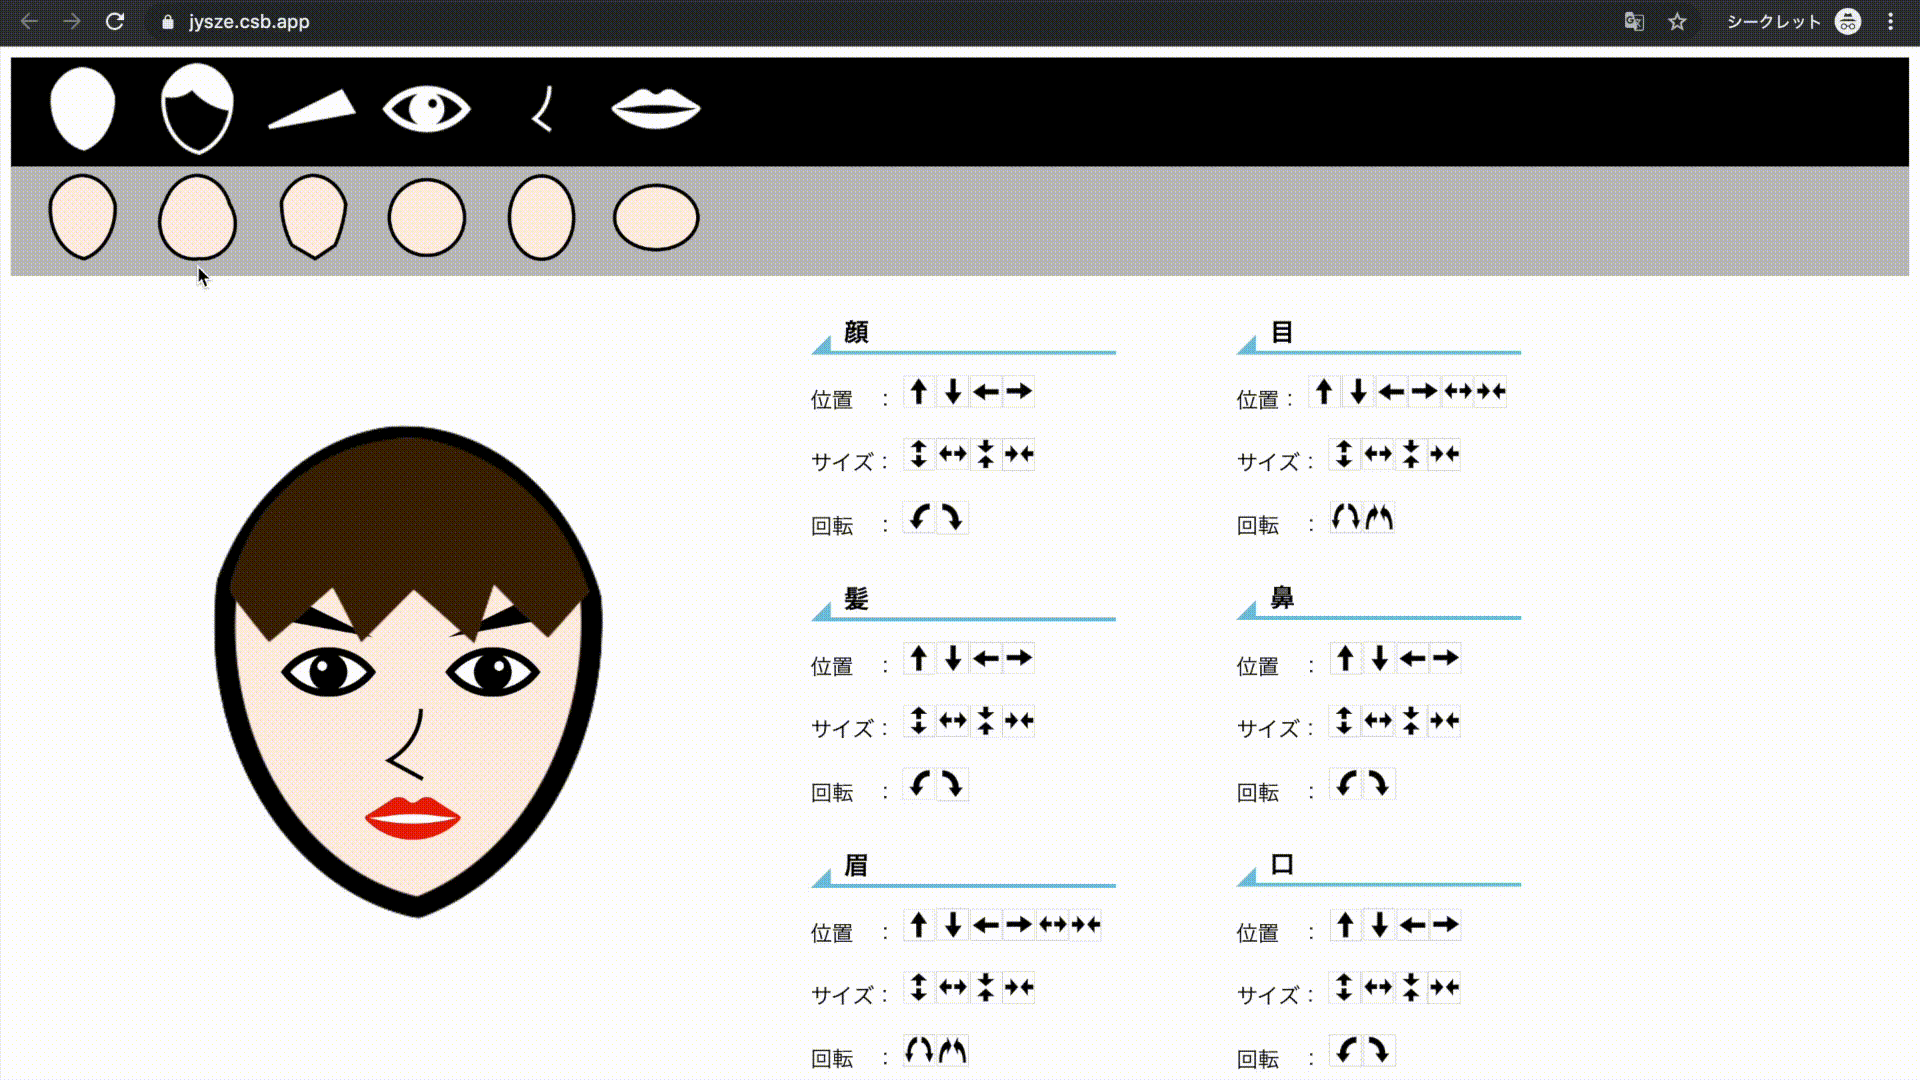 jysze.csb.app
シークレット
顔
位置 ：
サイズ：
回転 ：
髪
位置 ：
サイズ：
回転 ：
眉
位置 ：
サイズ：
回転 ：
目
位置：
サイズ：
回転 ：
鼻
位置 ：
サイズ：
回転 ：
口
位置 ：
サイズ：
回転 ：